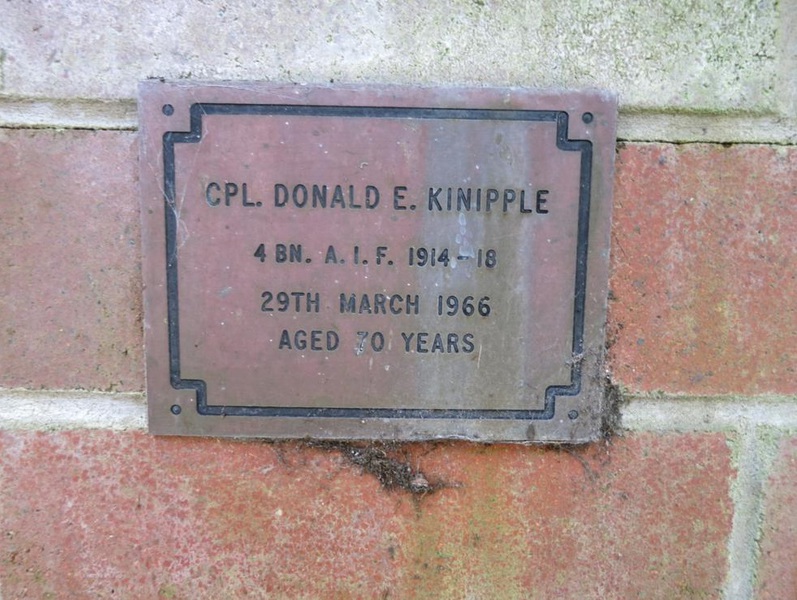 CPL. DONALD E. KINIPPLE
4 BN. A. I. F. 1914-18
29TH MARCH 1966
AGED 70 YEARS